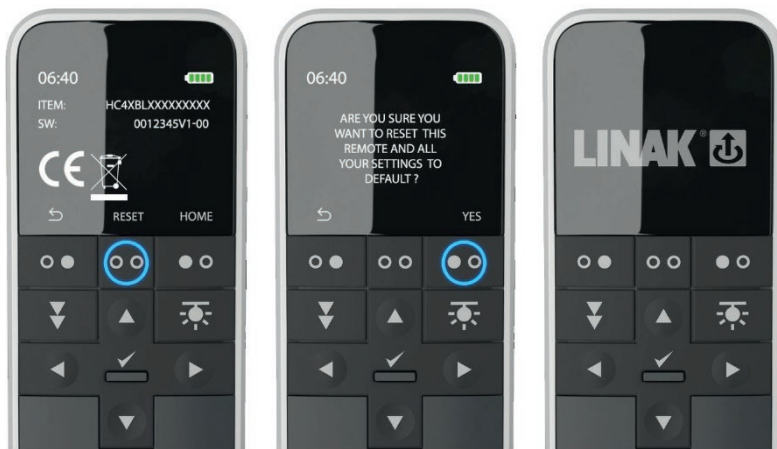 06:40
ITEM: HC4XBLXXXXXXXXX
SW: 0012345V1-00
CE
RESET HOME
06:40
ARE YOU SURE YOU
WANT TO RESET THIS
REMOTE AND ALL
YOUR SETTINGS TO
DEFAULT ?
YES
LINAK®